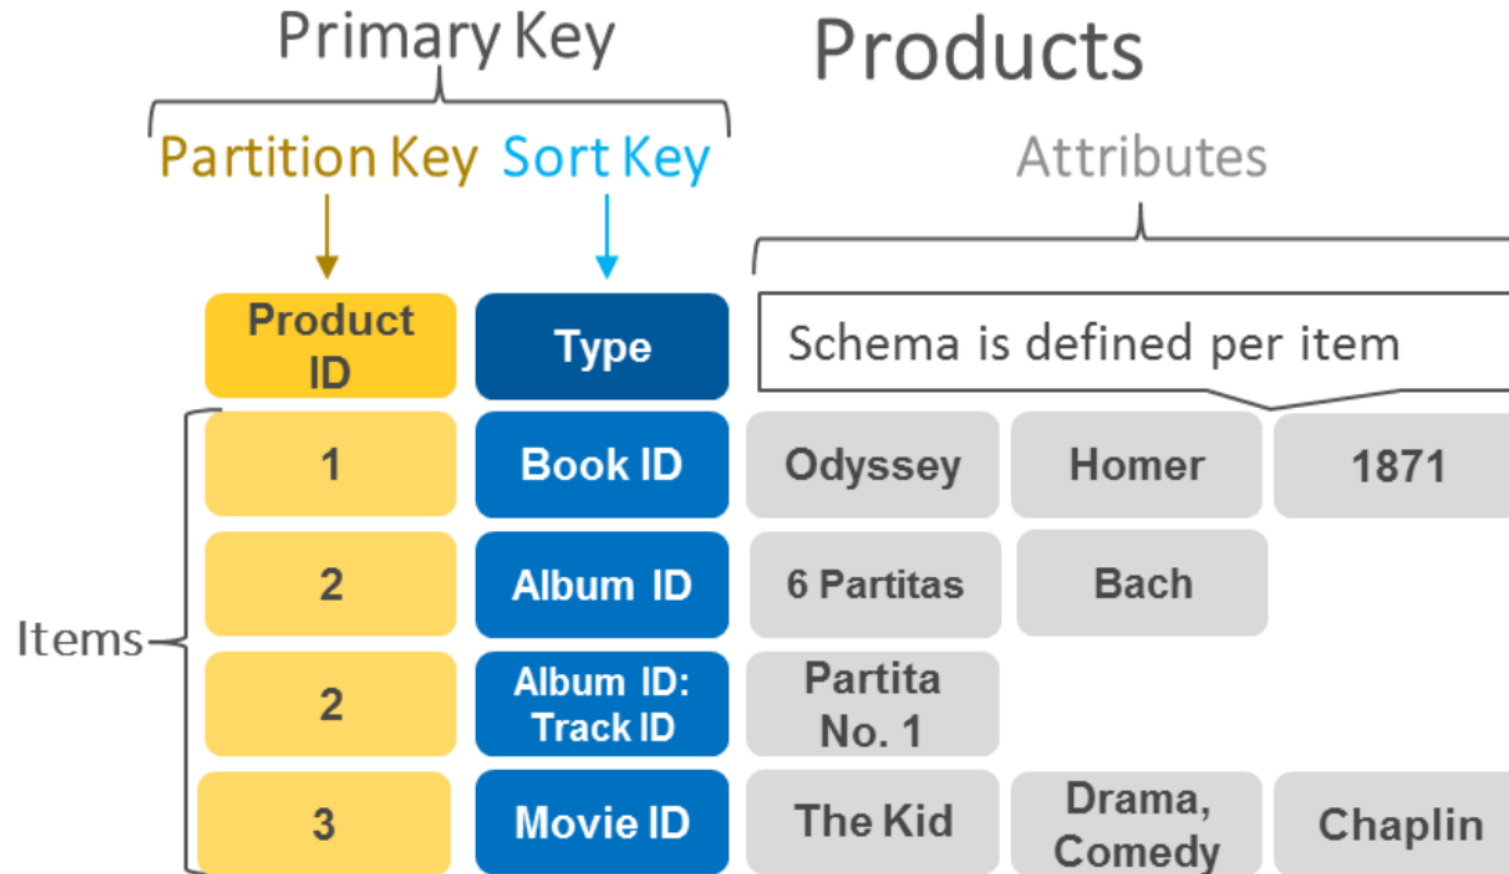 Primary Key
Products
Partition Key
Sort Key
Attributes
Product
ID
Type
Schema is defined per item
1
Book ID
Odyssey
Homer
1871
Items
2
Album ID
6 Partitas
Bach
2
Album ID:
Track ID
Partita
No. 1
3
Movie ID
The Kid
Drama,
Comedy
Chaplin